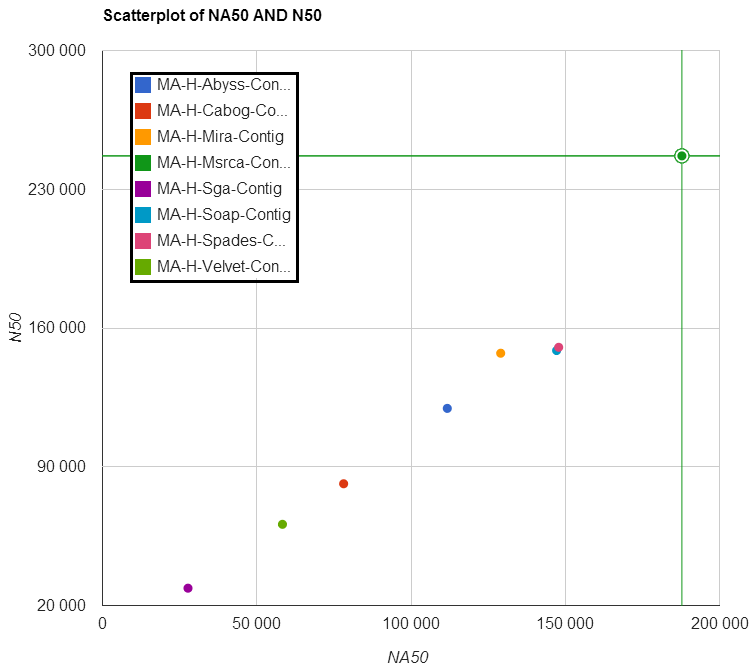 Scatterplot of NA50 AND N50
300 000
MA-H-Abyss-Con...
MA-H-Cabog-Co...
MA-H-Mira-Contig
MA-H-Msrca-Con...
230 000
MA-H-Sga-Contig
MA-H-Soap-Contig
MA-H-Spades-C...
MA-H-Velvet-Con...
N50
160 000
90 000
20 000
0 50 000 100 000 150 000 200 000
NA50